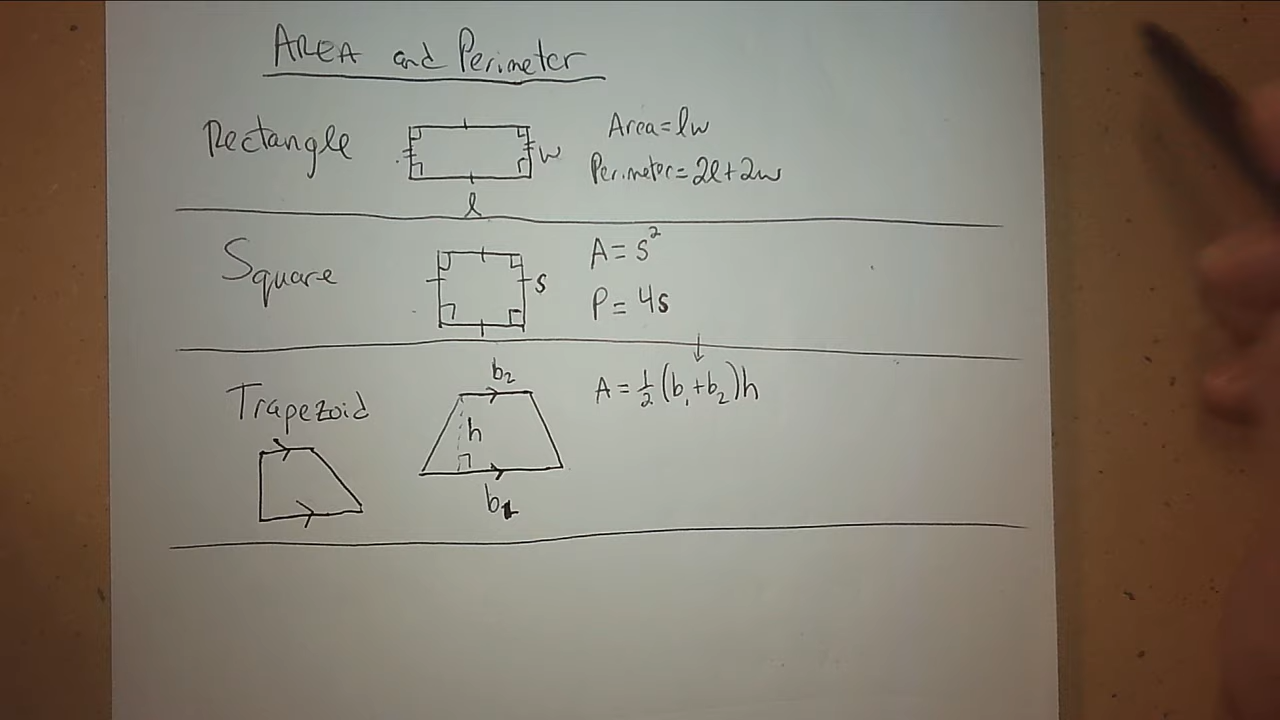 AREA and Perimeter
Rectangle
w
l
Area = lw
Perimeter = 2l + 2w
Square
s
A = s²
P = 4s
Trapezoid
b₂
h
b₁
A = ½(b₁+b₂)h